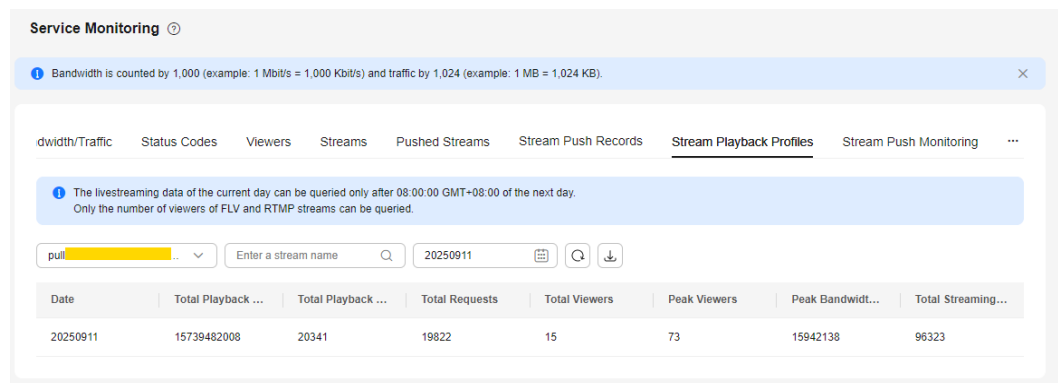 Service Monitoring
Bandwidth is counted by 1,000 (example: 1 Mbit/s = 1,000 Kbit/s) and traffic by 1,024 (example: 1 MB = 1,024 KB).
dwidth/Traffic Status Codes Viewers Streams Pushed Streams Stream Push Records Stream Playback Profiles Stream Push Monitoring ...
The livestreaming data of the current day can be queried only after 08:00:00 GMT+08:00 of the next day.
Only the number of viewers of FLV and RTMP streams can be queried.
pull ... Enter a stream name 20250911
Date Total Playback ... Total Playback ... Total Requests Total Viewers Peak Viewers Peak Bandwidt... Total Streaming...
20250911 15739482008 20341 19822 15 73 15942138 96323